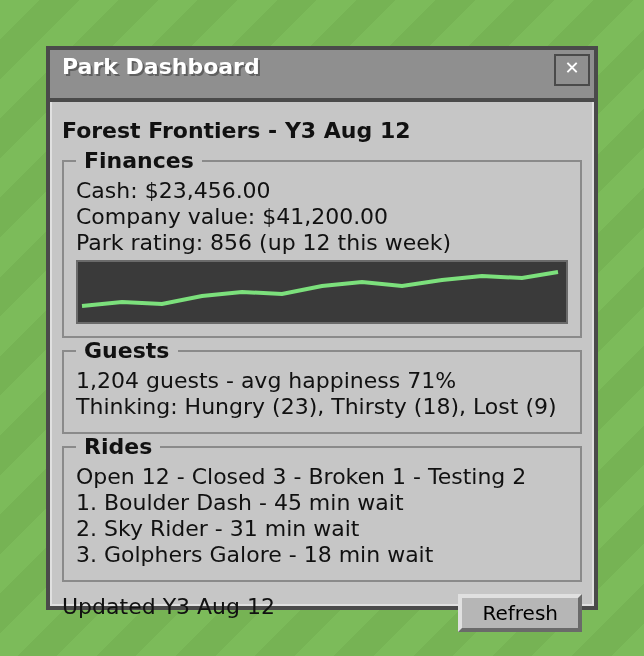 Park Dashboard
✕
Forest Frontiers - Y3 Aug 12
Finances
Cash: $23,456.00
Company value: $41,200.00
Park rating: 856 (up 12 this week)
Guests
1,204 guests - avg happiness 71%
Thinking: Hungry (23), Thirsty (18), Lost (9)
Rides
Open 12 - Closed 3 - Broken 1 - Testing 2
1. Boulder Dash - 45 min wait
2. Sky Rider - 31 min wait
3. Golphers Galore - 18 min wait
Updated Y3 Aug 12
Refresh